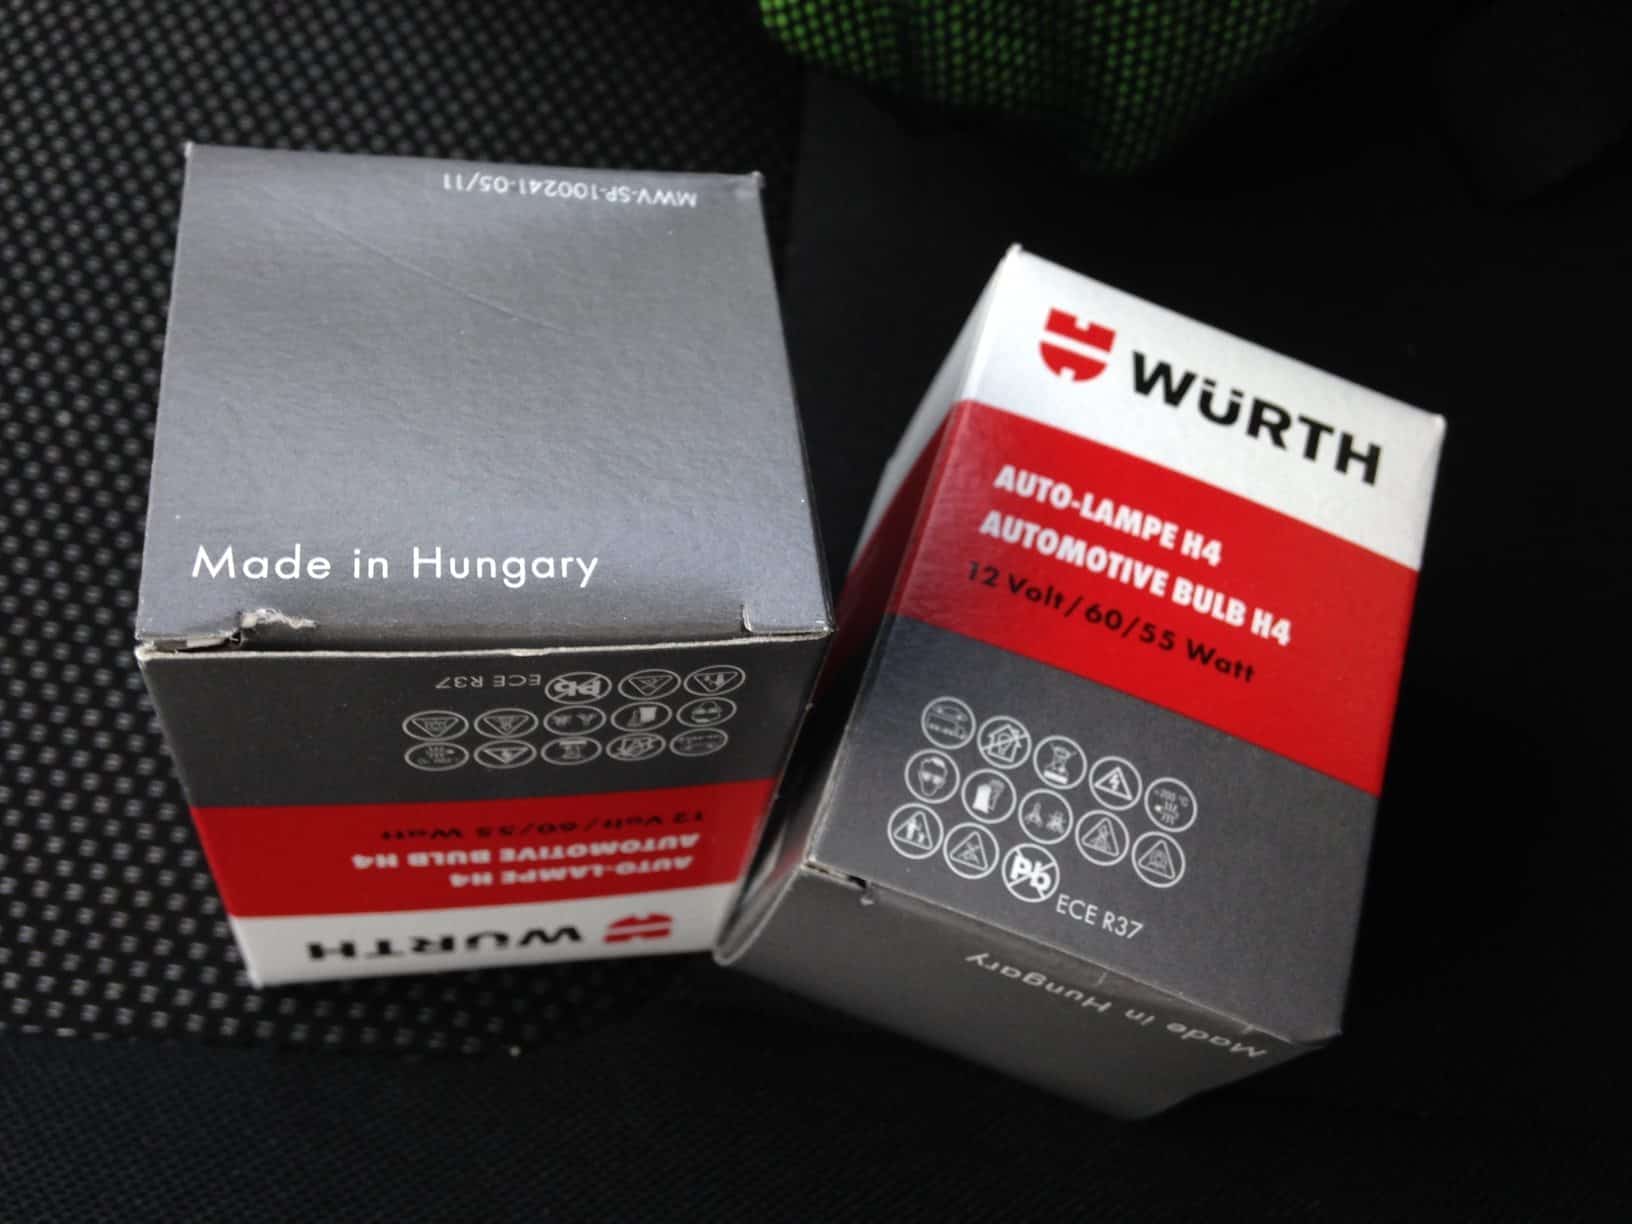 MWV-SP-100241-05/11
Made in Hungary
ECE R37
12 Volt/60/55 Watt
AUTOMOTIVE BULB H4
AUTO-LAMPE H4
WÜRTH
WÜRTH
AUTO-LAMPE H4
AUTOMOTIVE BULB H4
12 Volt/60/55 Watt
Pb
ECE R37
Made in Hungary